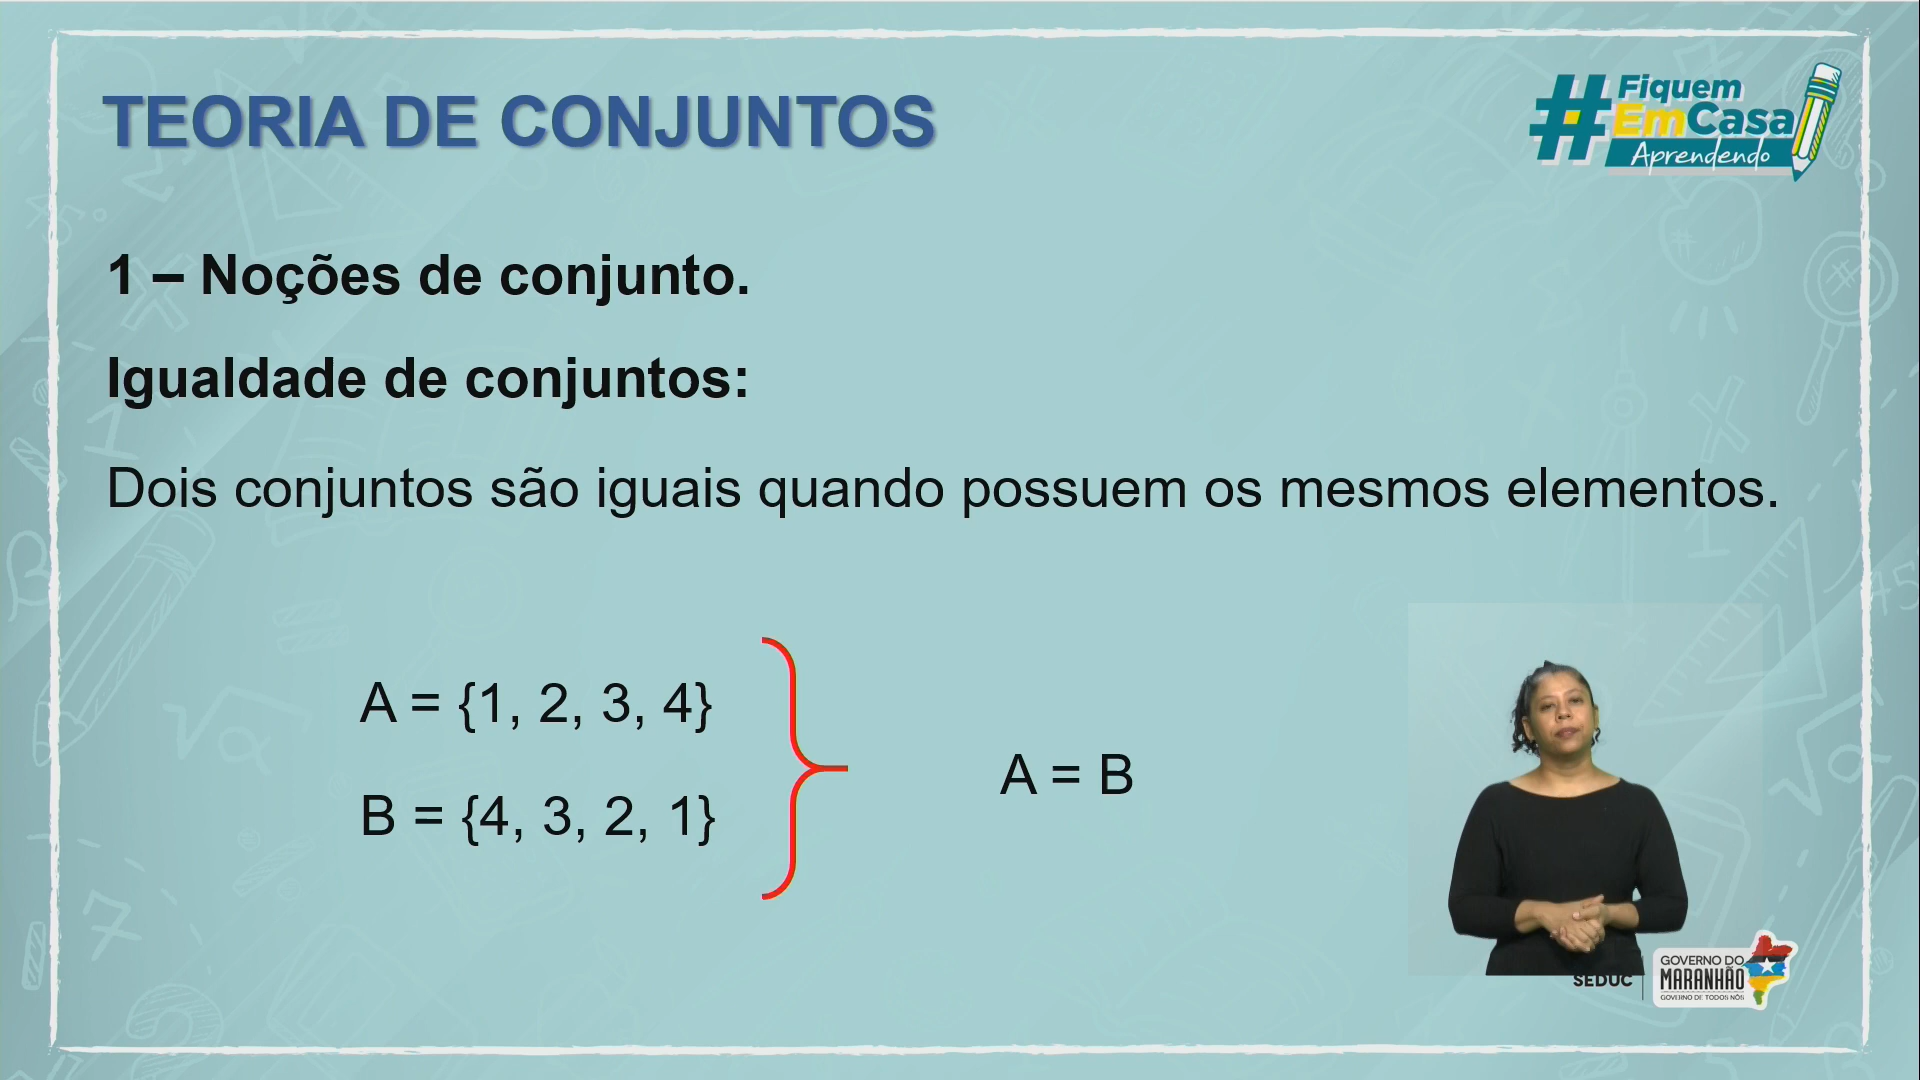 TEORIA DE CONJUNTOS
#Fiquem
EmCasa
Aprendendo
1 – Noções de conjunto.
Igualdade de conjuntos:
Dois conjuntos são iguais quando possuem os mesmos elementos.
A = {1, 2, 3, 4}
B = {4, 3, 2, 1}
A = B
SEDUC
GOVERNO DO
MARANHÃO
GOVERNO DE TODOS NÓS